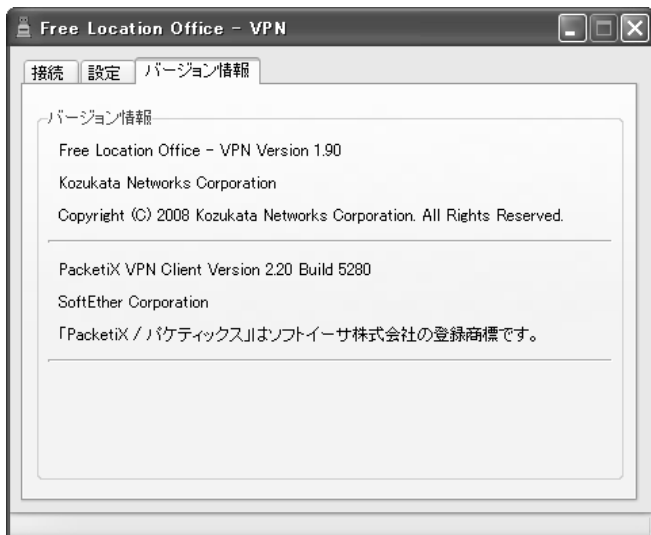 Free Location Office - VPN
接続 設定 バージョン情報
バージョン情報
Free Location Office - VPN Version 1.90
Kozukata Networks Corporation
Copyright (C) 2008 Kozukata Networks Corporation. All Rights Reserved.
PacketiX VPN Client Version 2.20 Build 5280
SoftEther Corporation
「PacketiX / パケティックス」はソフトイーサ株式会社の登録商標です。